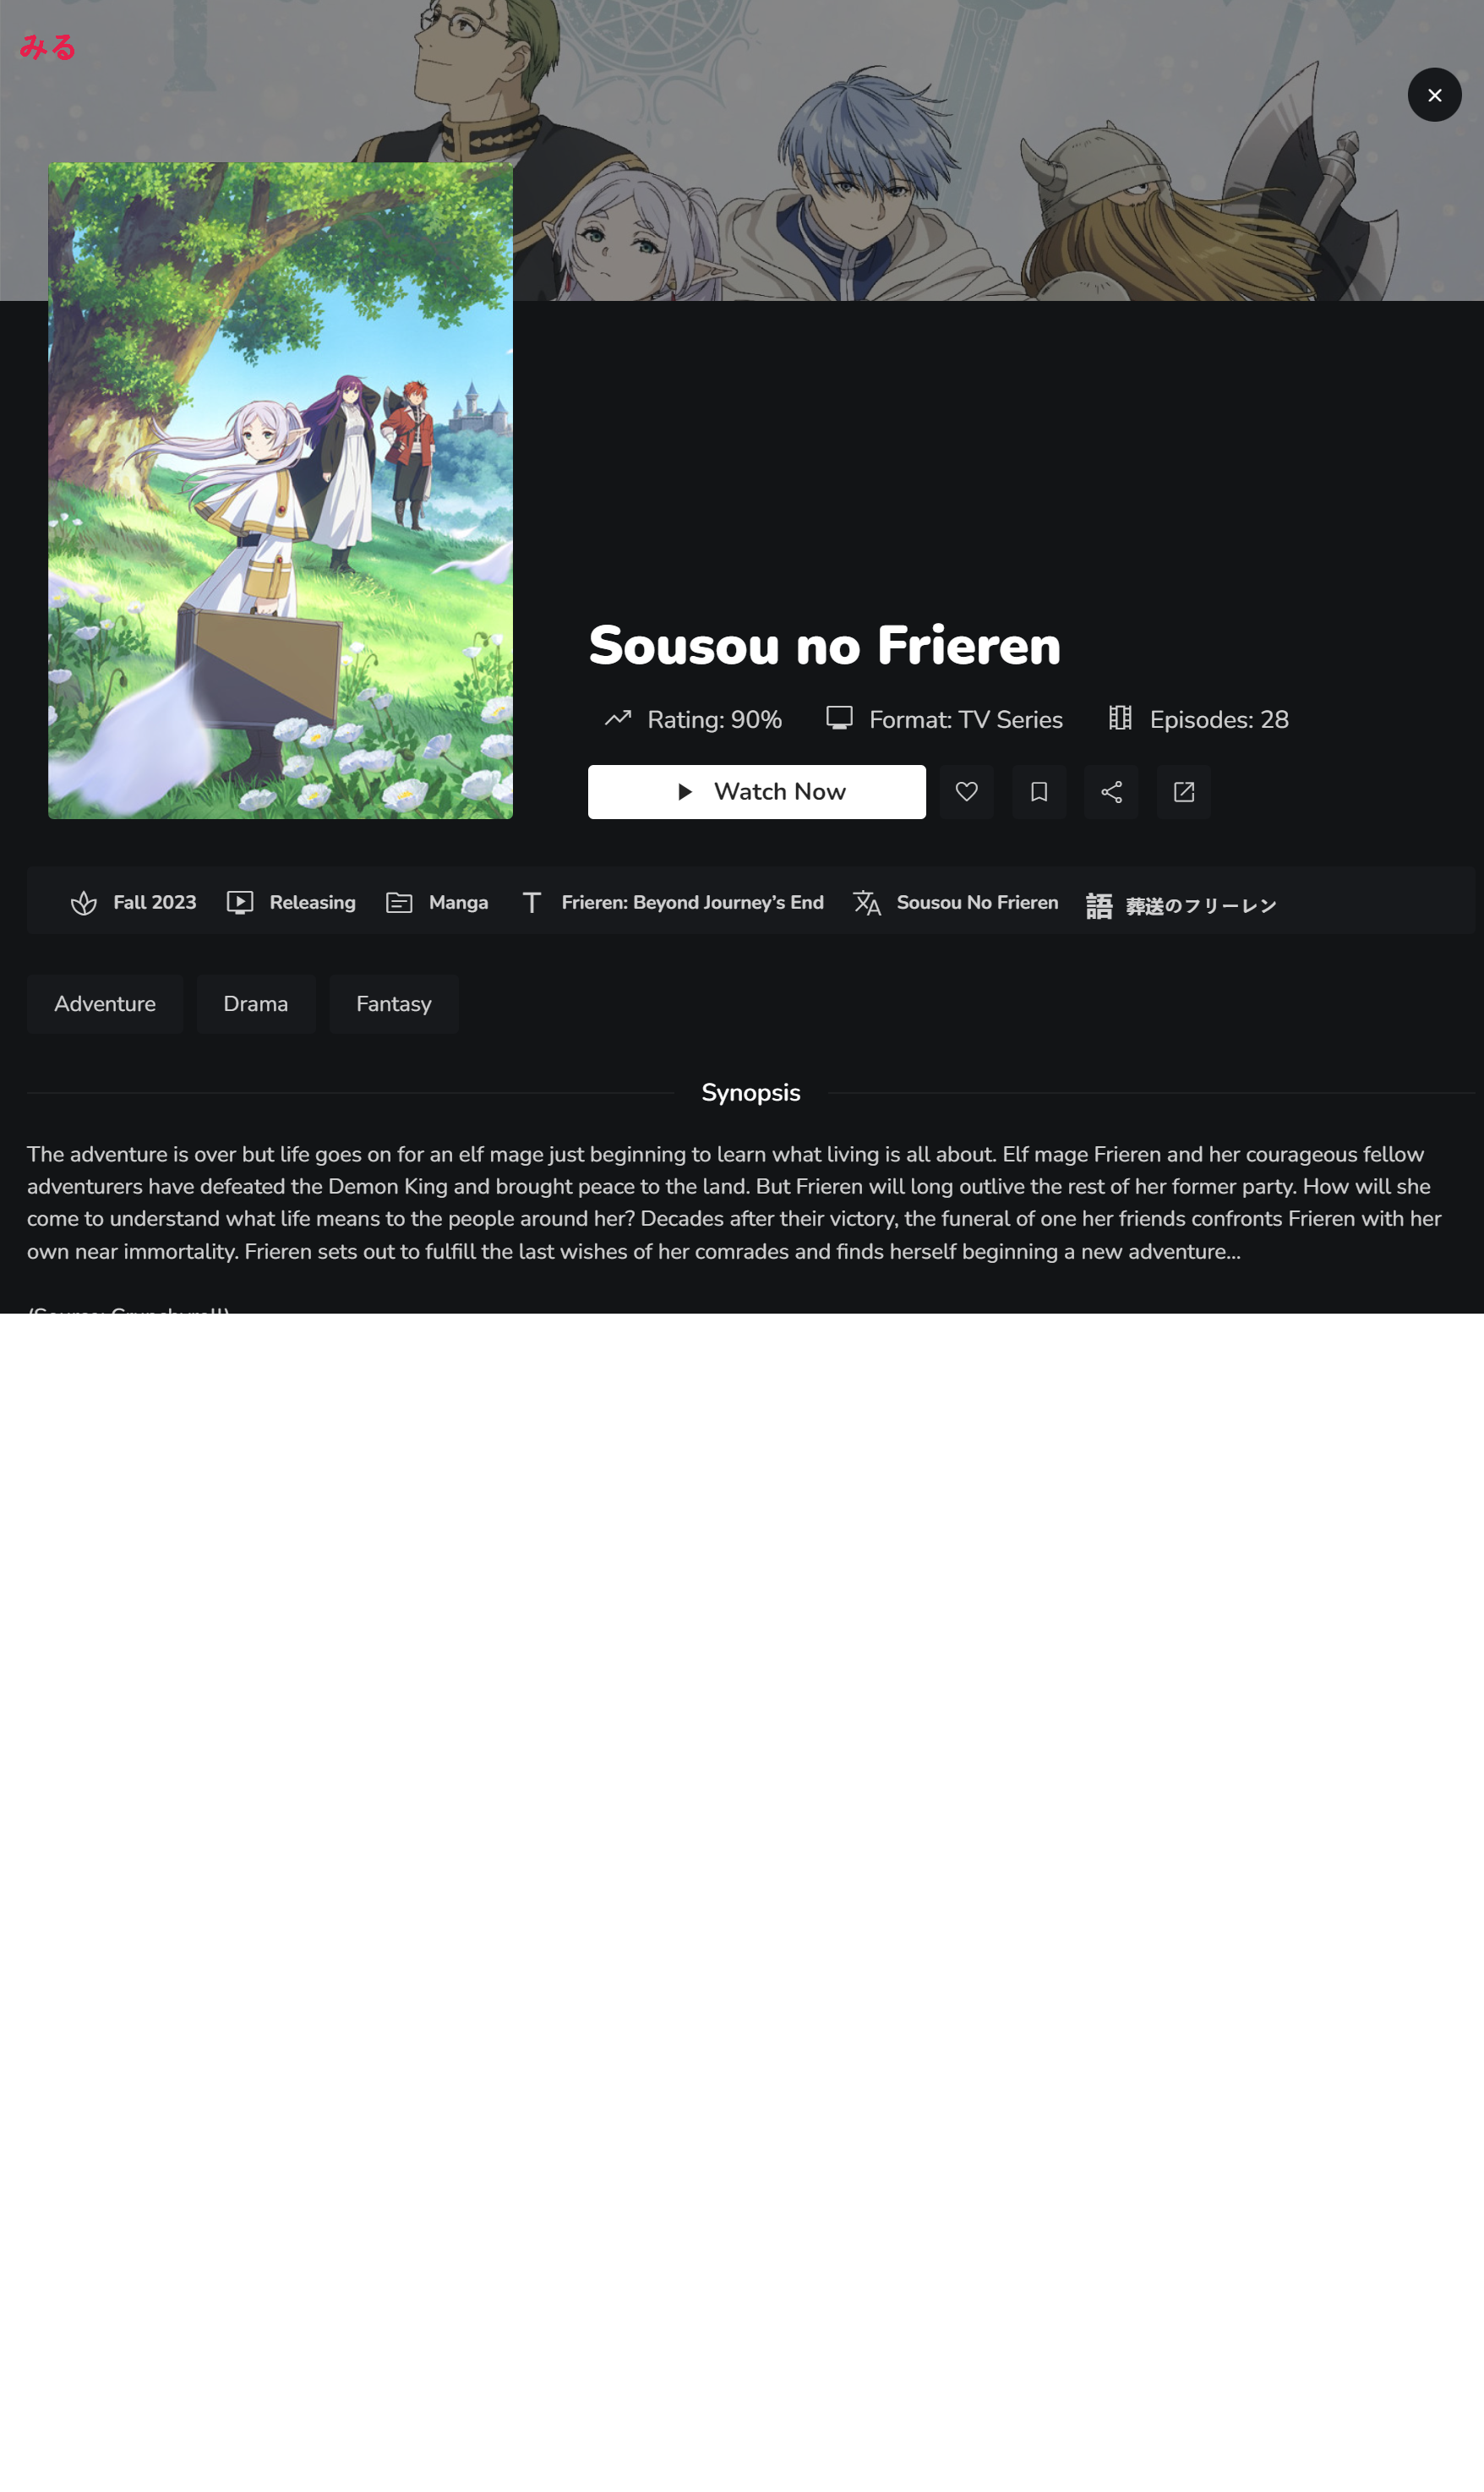 みる
Sousou no Frieren
Rating: 90%
Format: TV Series
Episodes: 28
Watch Now
Fall 2023
Releasing
Manga
Frieren: Beyond Journey’s End
Sousou No Frieren
語 葬送のフリーレン
Adventure
Drama
Fantasy
Synopsis
The adventure is over but life goes on for an elf mage just beginning to learn what living is all about. Elf mage Frieren and her courageous fellow
adventurers have defeated the Demon King and brought peace to the land. But Frieren will long outlive the rest of her former party. How will she
come to understand what life means to the people around her? Decades after their victory, the funeral of one her friends confronts Frieren with her
own near immortality. Frieren sets out to fulfill the last wishes of her comrades and finds herself beginning a new adventure...
(Source: Crunchyroll)